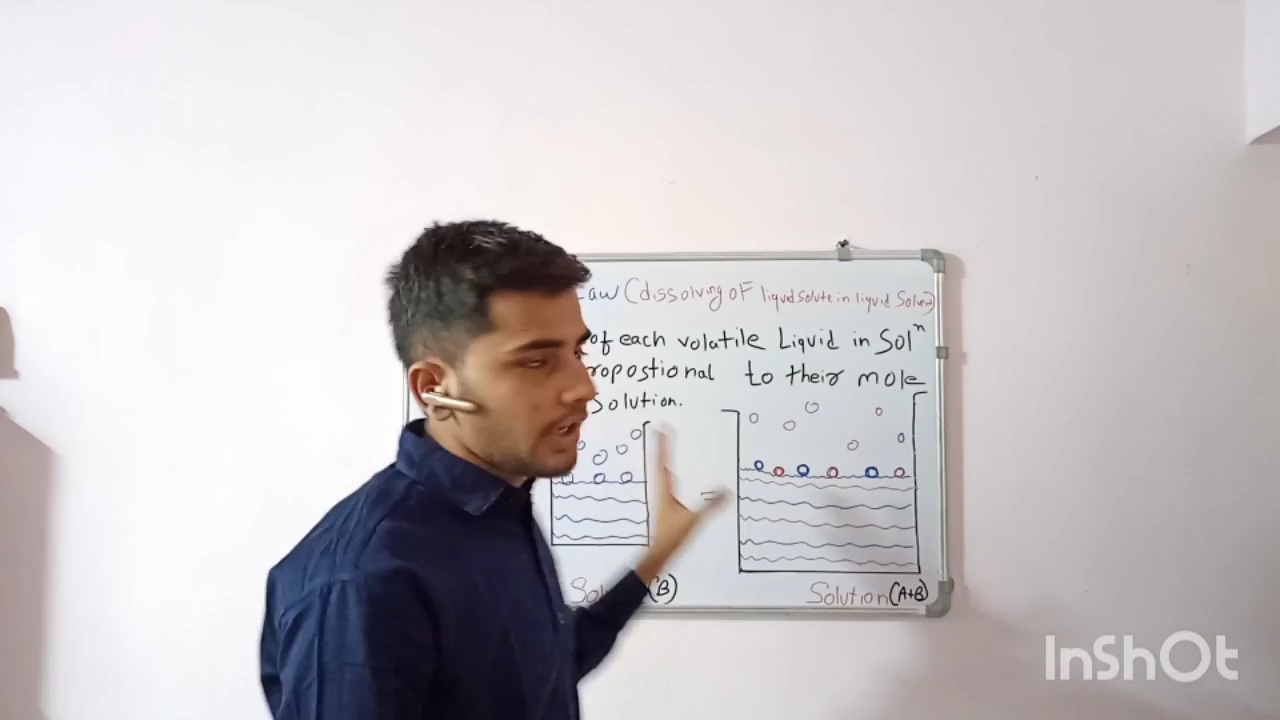 Law (dissolving oF liquid solute in liquid Solvent)
of each volatile Liquid in Solⁿ
ropostional to their mole
solution.
=
(B)
Solution (A+B)
InShOt